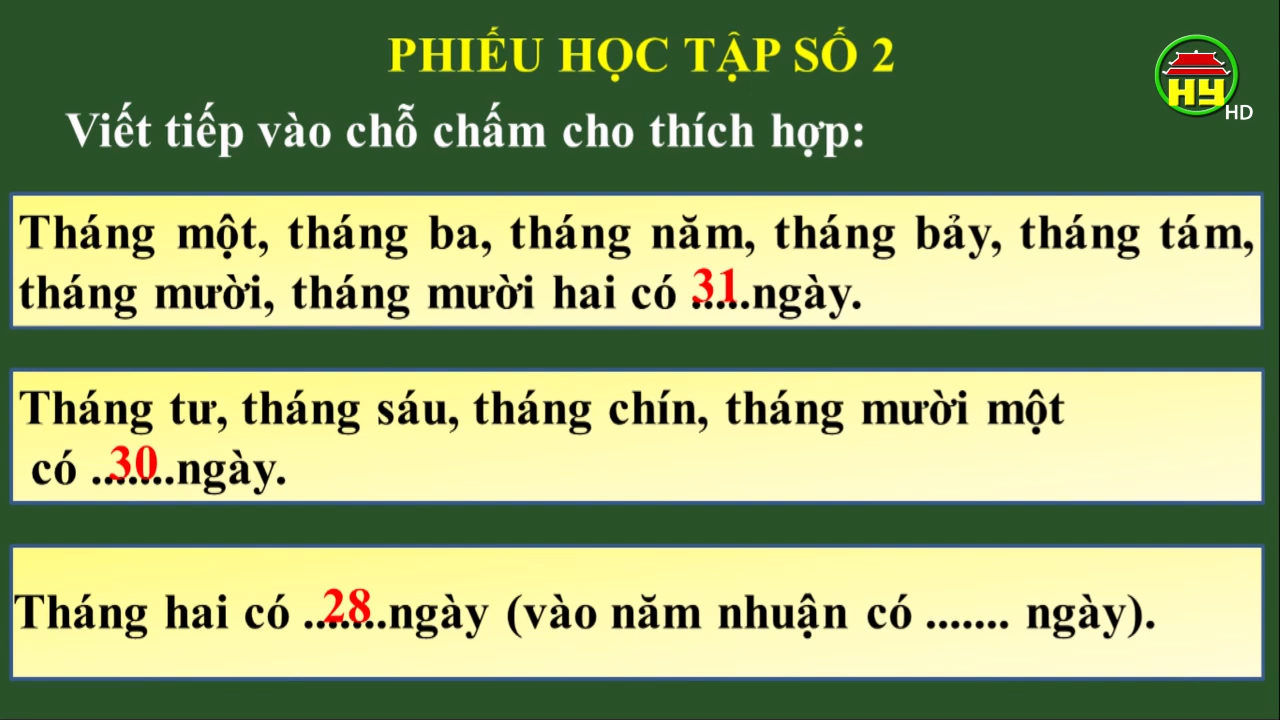 PHIẾU HỌC TẬP SỐ 2
HY HD
Viết tiếp vào chỗ chấm cho thích hợp:
Tháng một, tháng ba, tháng năm, tháng bảy, tháng tám,
tháng mười, tháng mười hai có ..31..ngày.
Tháng tư, tháng sáu, tháng chín, tháng mười một
có ..30..ngày.
Tháng hai có ..28..ngày (vào năm nhuận có ....... ngày).